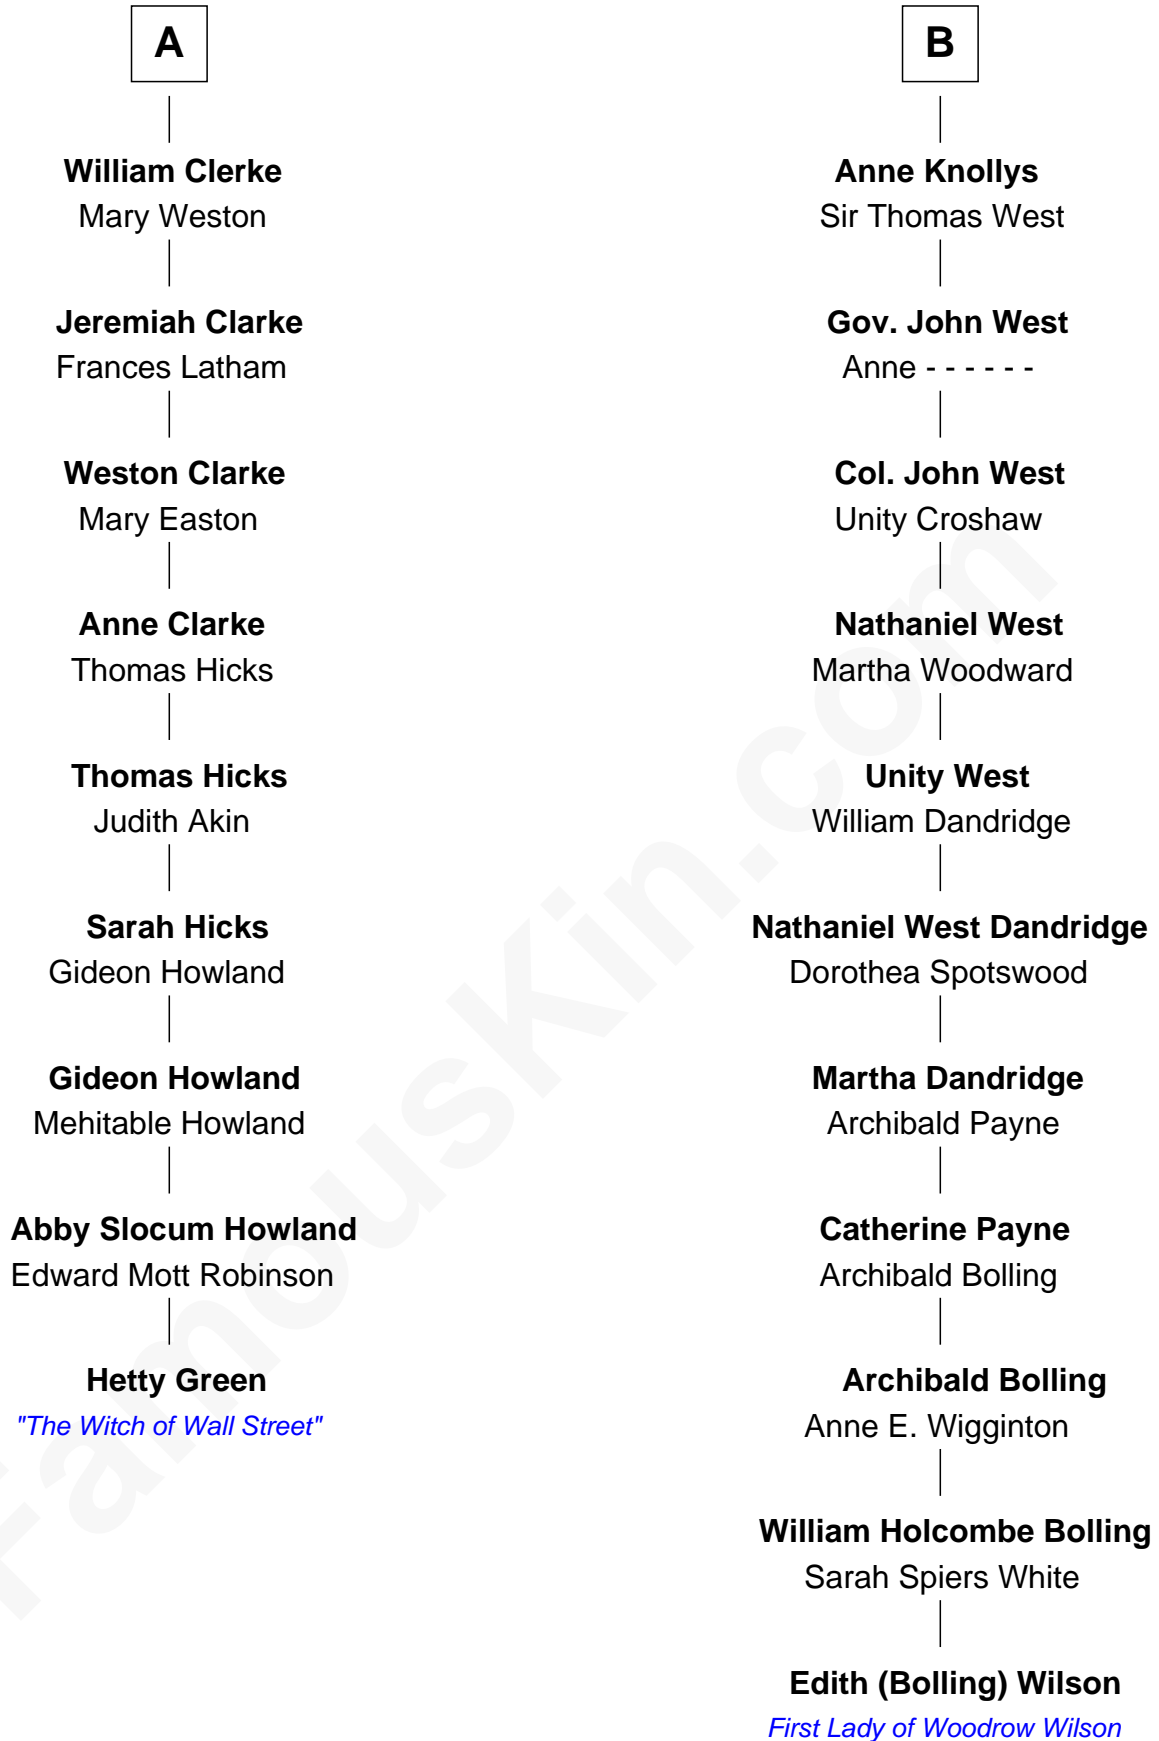 A
William Clerke
Mary Weston
Jeremiah Clarke
Frances Latham
Weston Clarke
Mary Easton
Anne Clarke
Thomas Hicks
Thomas Hicks
Judith Akin
Sarah Hicks
Gideon Howland
Gideon Howland
Mehitable Howland
Abby Slocum Howland
Edward Mott Robinson
Hetty Green
"The Witch of Wall Street"
B
Anne Knollys
Sir Thomas West
Gov. John West
Anne - - - - - -
Col. John West
Unity Croshaw
Nathaniel West
Martha Woodward
Unity West
William Dandridge
Nathaniel West Dandridge
Dorothea Spotswood
Martha Dandridge
Archibald Payne
Catherine Payne
Archibald Bolling
Archibald Bolling
Anne E. Wigginton
William Holcombe Bolling
Sarah Spiers White
Edith (Bolling) Wilson
First Lady of Woodrow Wilson
FamousKin.com